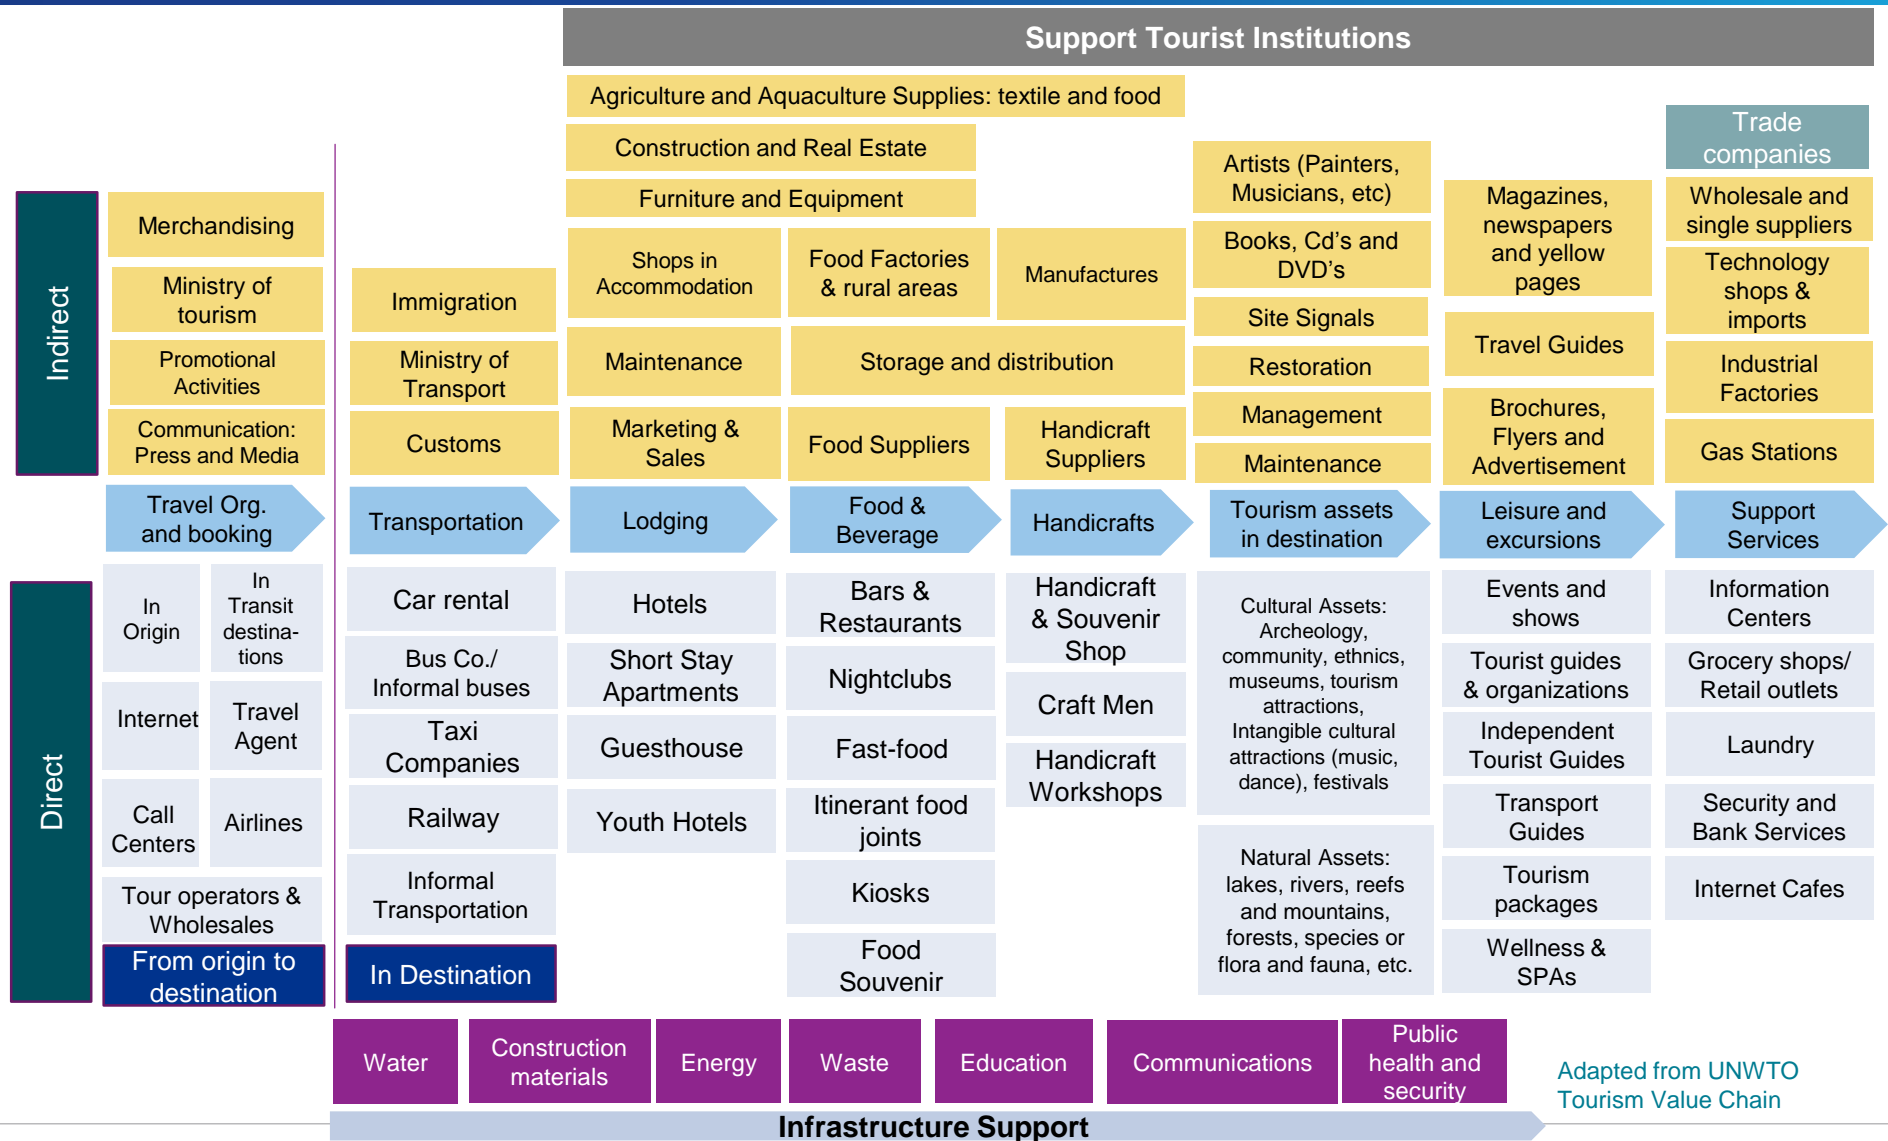 Support Tourist Institutions
Agriculture and Aquaculture Supplies: textile and food
Construction and Real Estate
Furniture and Equipment
Trade
companies
Indirect
Merchandising
Ministry of
tourism
Promotional
Activities
Communication:
Press and Media
Immigration
Ministry of
Transport
Customs
Shops in
Accommodation
Maintenance
Marketing &
Sales
Food Factories
& rural areas
Manufactures
Storage and distribution
Food Suppliers
Handicraft
Suppliers
Artists (Painters,
Musicians, etc)
Books, Cd's and
DVD's
Site Signals
Restoration
Management
Maintenance
Magazines,
newspapers
and yellow
pages
Travel Guides
Brochures,
Flyers and
Advertisement
Wholesale and
single suppliers
Technology
shops &
imports
Industrial
Factories
Gas Stations
Travel Org.
and booking
Transportation
Lodging
Food &
Beverage
Handicrafts
Tourism assets
in destination
Leisure and
excursions
Support
Services
Direct
In
Origin
In
Transit
destina-
tions
Internet
Travel
Agent
Call
Centers
Airlines
Tour operators &
Wholesales
From origin to
destination
Car rental
Bus Co./
Informal buses
Taxi
Companies
Railway
Informal
Transportation
In Destination
Hotels
Short Stay
Apartments
Guesthouse
Youth Hotels
Bars &
Restaurants
Nightclubs
Fast-food
Itinerant food
joints
Kiosks
Food
Souvenir
Handicraft
& Souvenir
Shop
Craft Men
Handicraft
Workshops
Cultural Assets:
Archeology,
community, ethnics,
museums, tourism
attractions,
Intangible cultural
attractions (music,
dance), festivals
Natural Assets:
lakes, rivers, reefs
and mountains,
forests, species or
flora and fauna, etc.
Events and
shows
Tourist guides
& organizations
Independent
Tourist Guides
Transport
Guides
Tourism
packages
Wellness &
SPAs
Information
Centers
Grocery shops/
Retail outlets
Laundry
Security and
Bank Services
Internet Cafes
Water
Construction
materials
Energy
Waste
Education
Communications
Public
health and
security
Adapted from UNWTO
Tourism Value Chain
Infrastructure Support